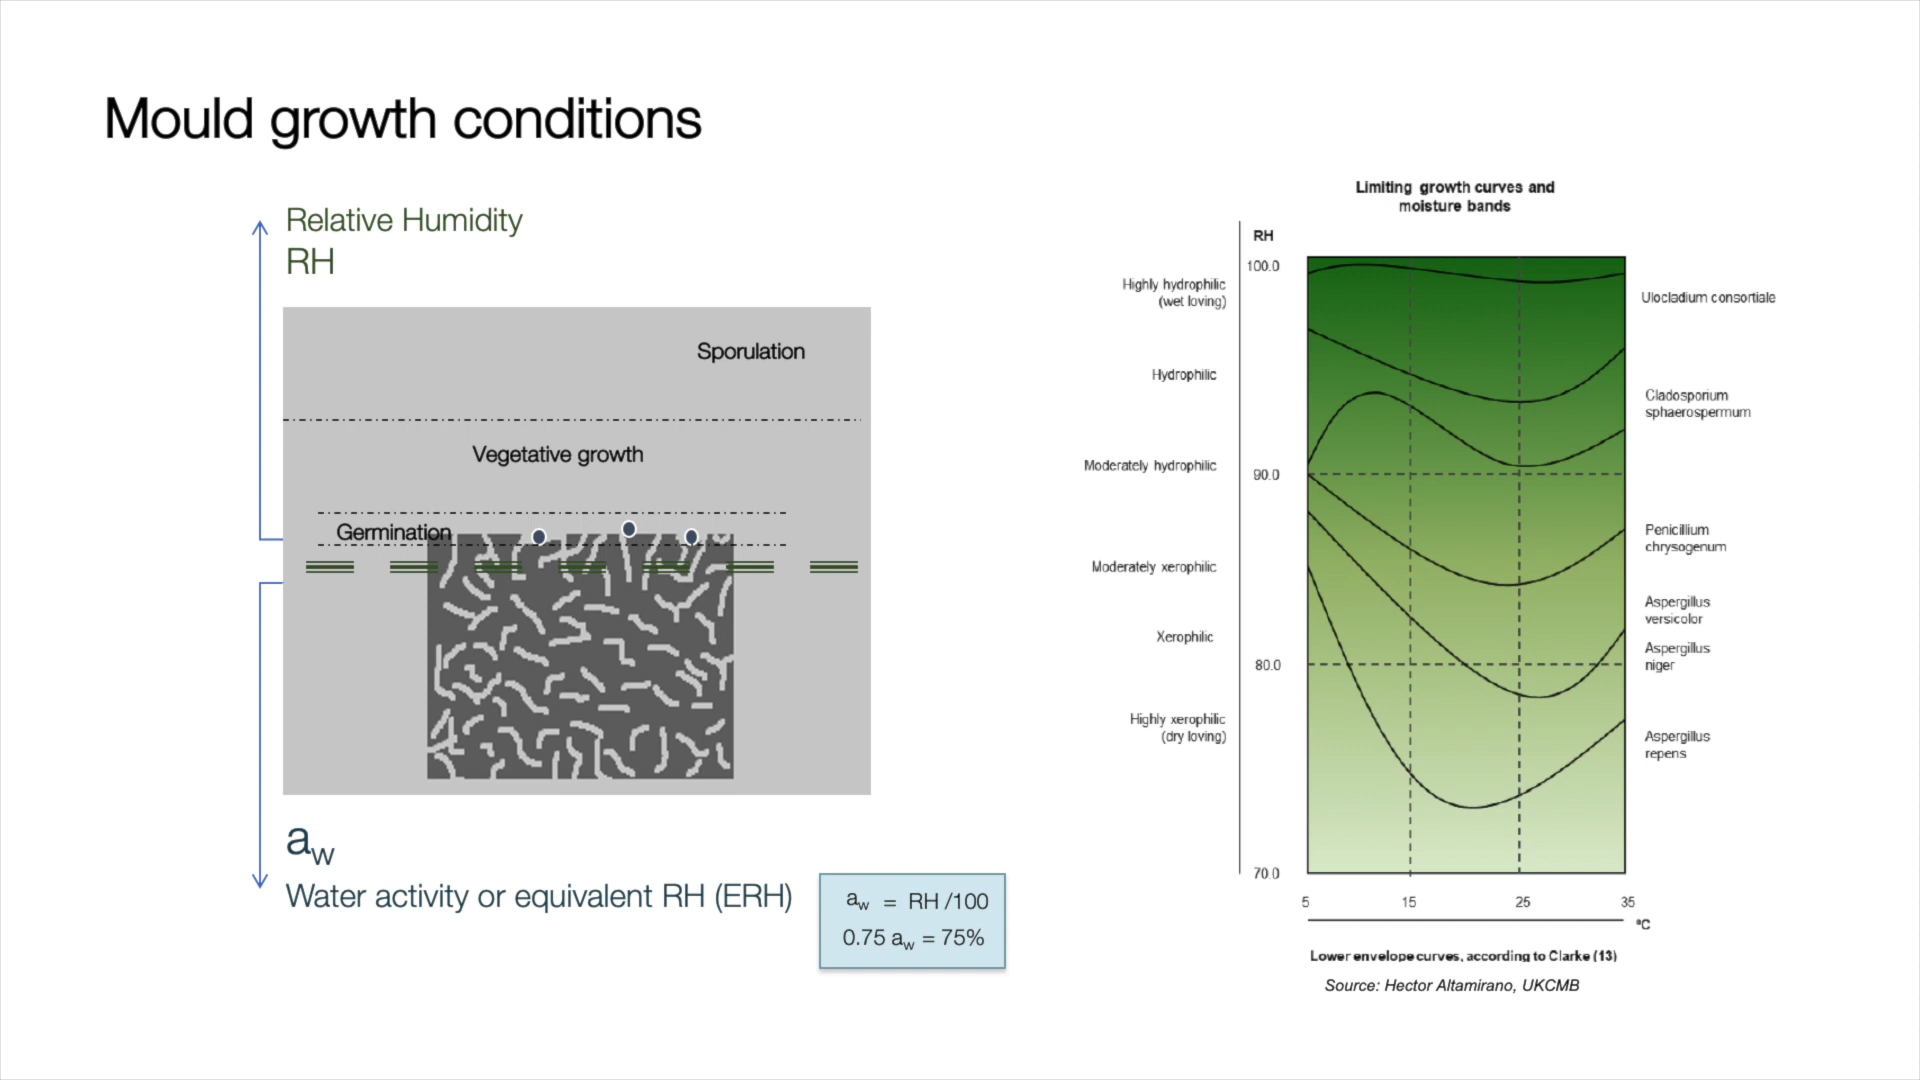 Mould growth conditions
Relative Humidity
RH
Sporulation
Vegetative growth
Germination
aw
Water activity or equivalent RH (ERH)
aw = RH /100
0.75 aw = 75%
Limiting growth curves and
moisture bands
RH
100.0
90.0
80.0
70.0
Highly hydrophilic
(wet loving)
Hydrophilic
Moderately hydrophilic
Moderately xerophilic
Xerophilic
Highly xerophilic
(dry loving)
Ulocladium consortiale
Cladosporium
sphaerospermum
Penicillium
chrysogenum
Aspergillus
versicolor
Aspergillus
niger
Aspergillus
repens
5 15 25 35
°C
Lower envelope curves, according to Clarke (13)
Source: Hector Altamirano, UKCMB